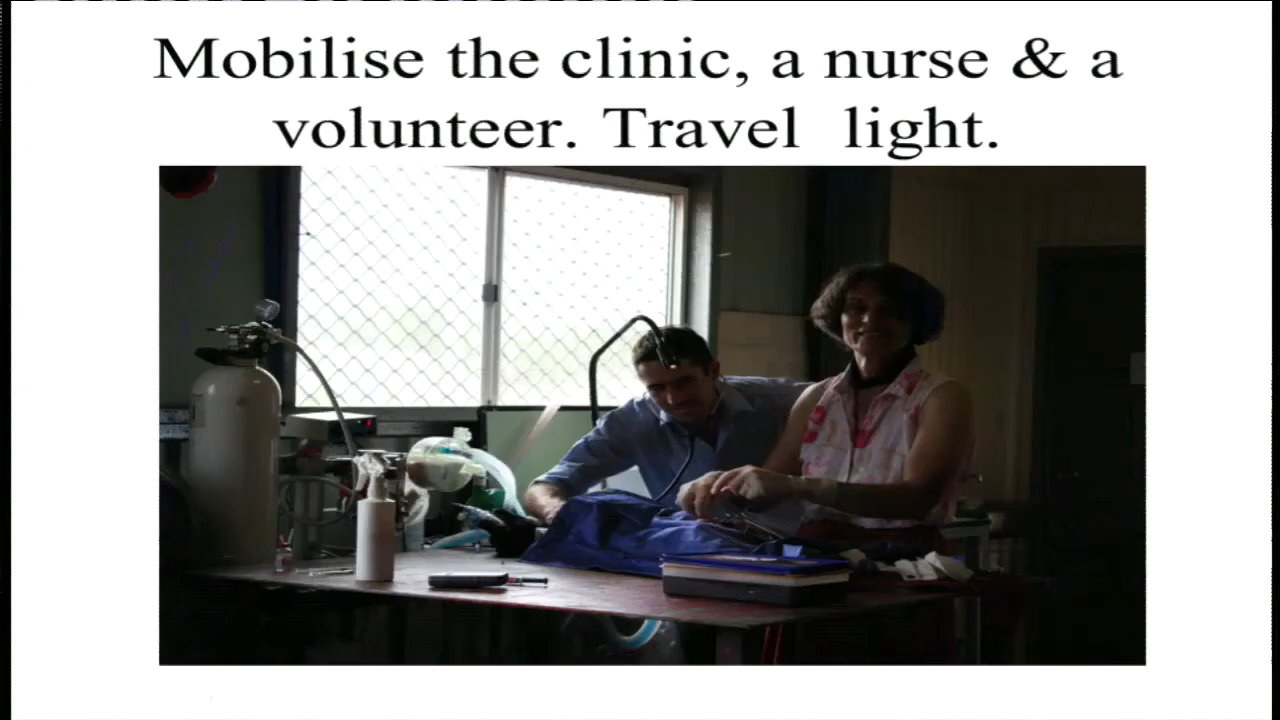 Mobilise the clinic, a nurse & a
volunteer. Travel light.